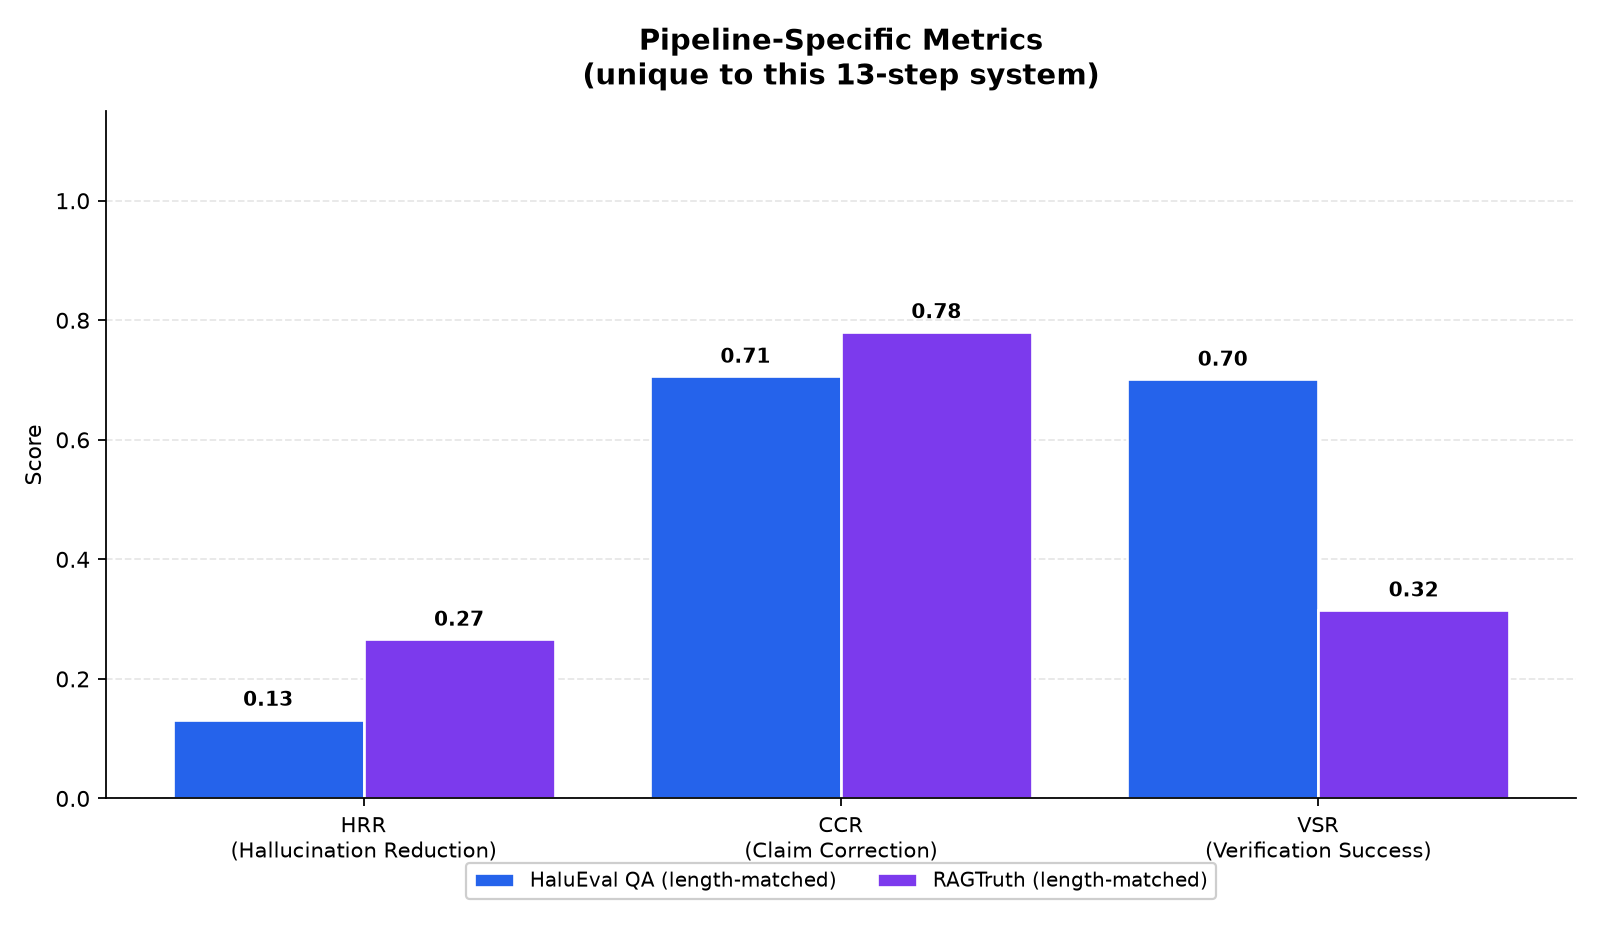 Pipeline-Specific Metrics
(unique to this 13-step system)
Score
1.0
0.8
0.6
0.4
0.2
0.0
0.13
0.27
0.71
0.78
0.70
0.32
HRR
(Hallucination Reduction)
CCR
(Claim Correction)
VSR
(Verification Success)
HaluEval QA (length-matched)
RAGTruth (length-matched)